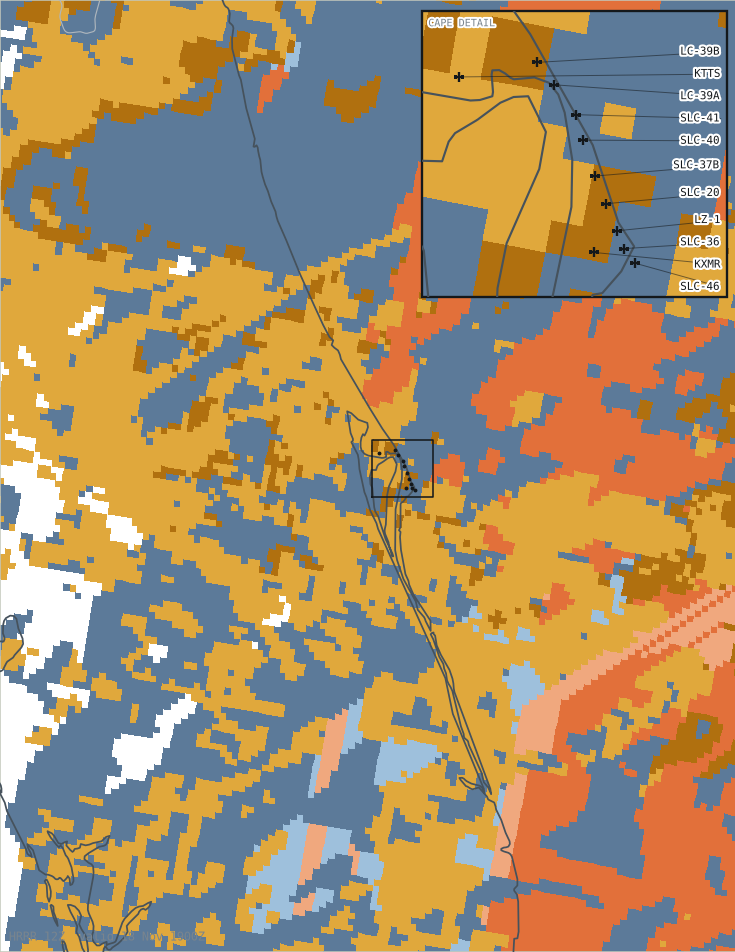 CAPE DETAIL
LC-39B
KTTS
LC-39A
SLC-41
SLC-40
SLC-37B
SLC-20
LZ-1
SLC-36
KXMR
SLC-46